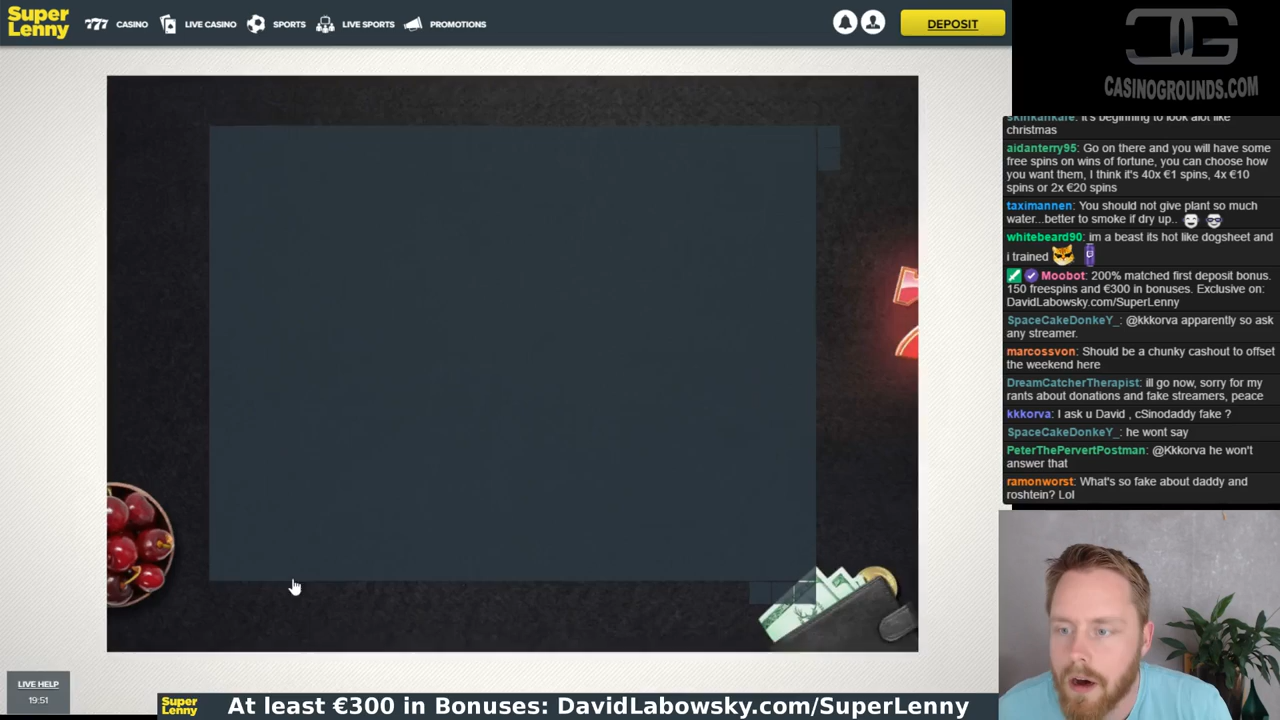 Super Lenny
CASINO
LIVE CASINO
SPORTS
LIVE SPORTS
PROMOTIONS
DEPOSIT
CASINOGROUNDS.COM
skinkankare: it's beginning to look alot like
christmas
aidanterry95: Go on there and you will have some
free spins on wins of fortune, you can choose how
you want them, I think it's 40x €1 spins, 4x €10
spins or 2x €20 spins
taximannen: You should not give plant so much
water...better to smoke if dry up..
whitebeard90: im a beast its hot like dogsheet and
i trained
Moobot: 200% matched first deposit bonus.
150 freespins and €300 in bonuses. Exclusive on:
DavidLabowsky.com/SuperLenny
SpaceCakeDonkeY_: @kkkorva apparently so ask
any streamer.
marcossvon: Should be a chunky cashout to offset
the weekend here
DreamCatcherTherapist: ill go now, sorry for my
rants about donations and fake streamers, peace
kkkorva: I ask u David , cSinodaddy fake ?
SpaceCakeDonkeY_: he wont say
PeterThePervertPostman: @Kkkorva he won't
answer that
ramonworst: What's so fake about daddy and
roshtein? Lol
LIVE HELP
19:51
Super Lenny
At least €300 in Bonuses: DavidLabowsky.com/SuperLenny